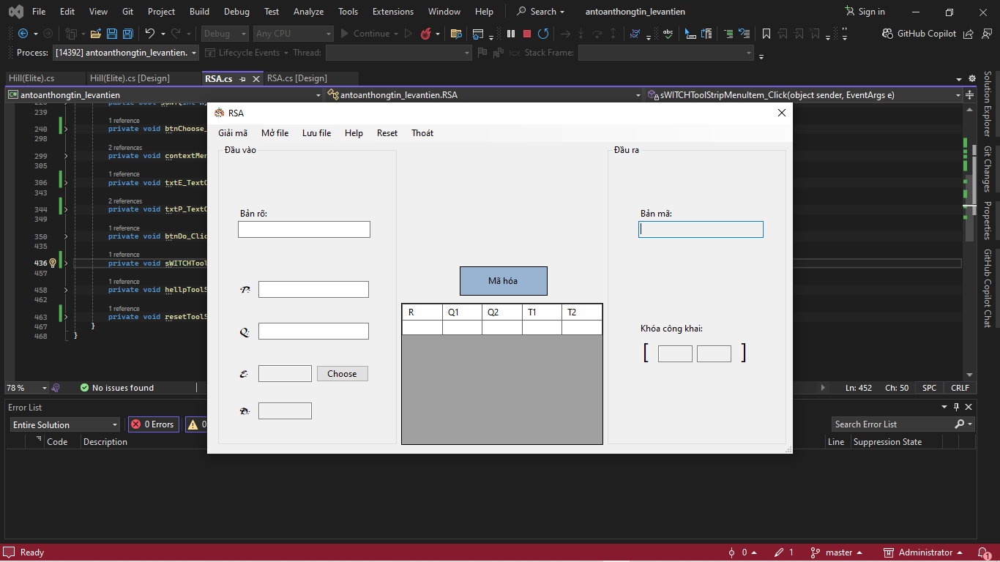 File Edit View Git Project Build Debug Test Analyze Tools Extensions Window Help Search antoanthongtin_levantien Sign in
Debug Any CPU Continue GitHub Copilot
Process: [14392] antoanthongtin_levantien. Lifecycle Events Thread: Stack Frame:
Hill(Elite).cs Hill(Elite).cs [Design] RSA.cs RSA.cs [Design]
C# antoanthongtin_levantien antoanthongtin_levantien.RSA sWITCHToolStripMenuItem_Click(object sender, EventArgs e)
239
1 reference
240 private void btnChoose_
298
2 references
299 private void contextMen
305
1 reference
306 private void txtE_TextC
343
2 references
344 private void txtP_TextC
349
1 reference
350 private void btnDo_Clic
435
1 reference
436 private void sWITCHTool
457
1 reference
458 private void hellpToolS
462
1 reference
463 private void resetToolS
467 }
468 }
RSA
Giải mã Mở file Lưu file Help Reset Thoát
Đầu vào
Bản rõ:
P:
Q:
E: Choose
D:
Mã hóa
R Q1 Q2 T1 T2
Đầu ra
Bản mã:
Khóa công khai:
[ ]
Solution Explorer
Git Changes
Properties
GitHub Copilot Chat
78 % No issues found Ln: 452 Ch: 50 SPC CRLF
Error List
Entire Solution 0 Errors 0 Search Error List
Code Description Line Suppression State
Ready 0 1 master Administrator 1